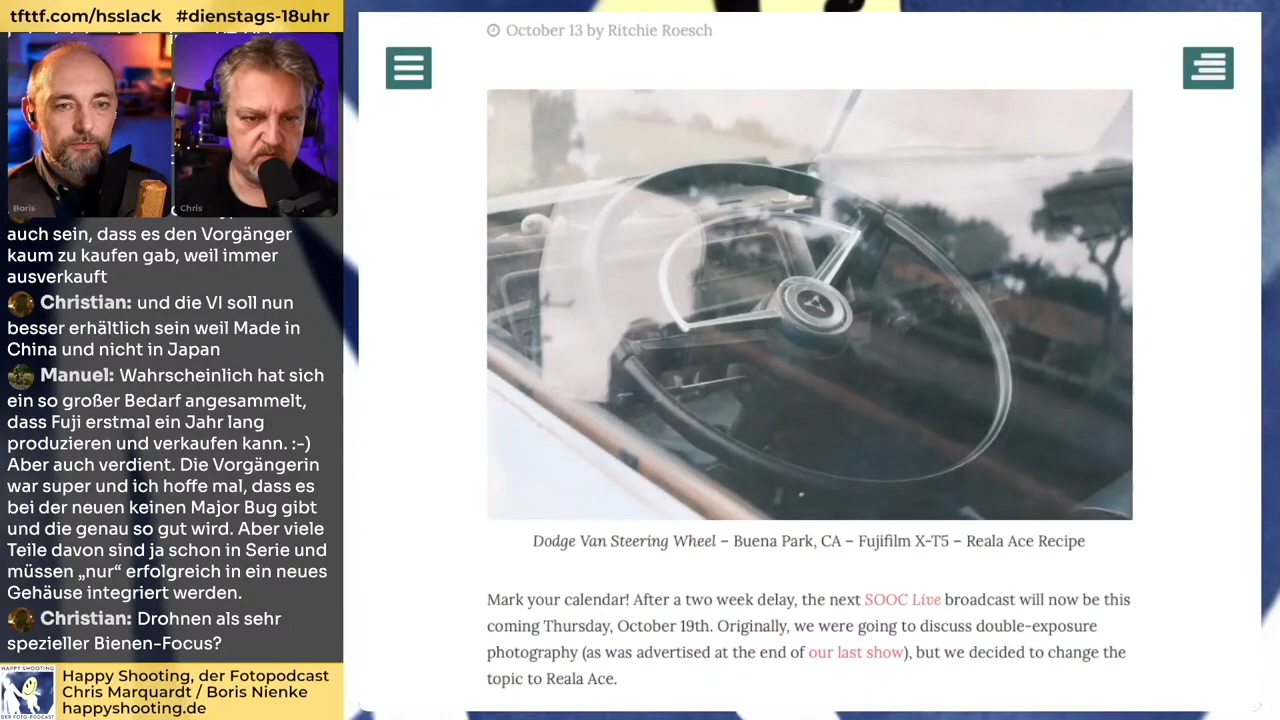 tfttf.com/hsslack #dienstags-18uhr
Boris
Chris
auch sein, dass es den Vorgänger
kaum zu kaufen gab, weil immer
ausverkauft
Christian: und die VI soll nun
besser erhältlich sein weil Made in
China und nicht in Japan
Manuel: Wahrscheinlich hat sich
ein so großer Bedarf angesammelt,
dass Fuji erstmal ein Jahr lang
produzieren und verkaufen kann. :-)
Aber auch verdient. Die Vorgängerin
war super und ich hoffe mal, dass es
bei der neuen keinen Major Bug gibt
und die genau so gut wird. Aber viele
Teile davon sind ja schon in Serie und
müssen „nur“ erfolgreich in ein neues
Gehäuse integriert werden.
Christian: Drohnen als sehr
spezieller Bienen-Focus?
HAPPY SHOOTING
DER FOTO-PODCAST
Happy Shooting, der Fotopodcast
Chris Marquardt / Boris Nienke
happyshooting.de
October 13 by Ritchie Roesch
Dodge Van Steering Wheel – Buena Park, CA – Fujifilm X-T5 – Reala Ace Recipe
Mark your calendar! After a two week delay, the next SOOC Live broadcast will now be this
coming Thursday, October 19th. Originally, we were going to discuss double-exposure
photography (as was advertised at the end of our last show), but we decided to change the
topic to Reala Ace.